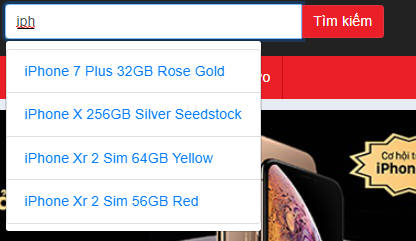 iph
Tìm kiếm
iPhone 7 Plus 32GB Rose Gold
iPhone X 256GB Silver Seedstock
iPhone Xr 2 Sim 64GB Yellow
iPhone Xr 2 Sim 56GB Red
Cơ hội t
iPhon